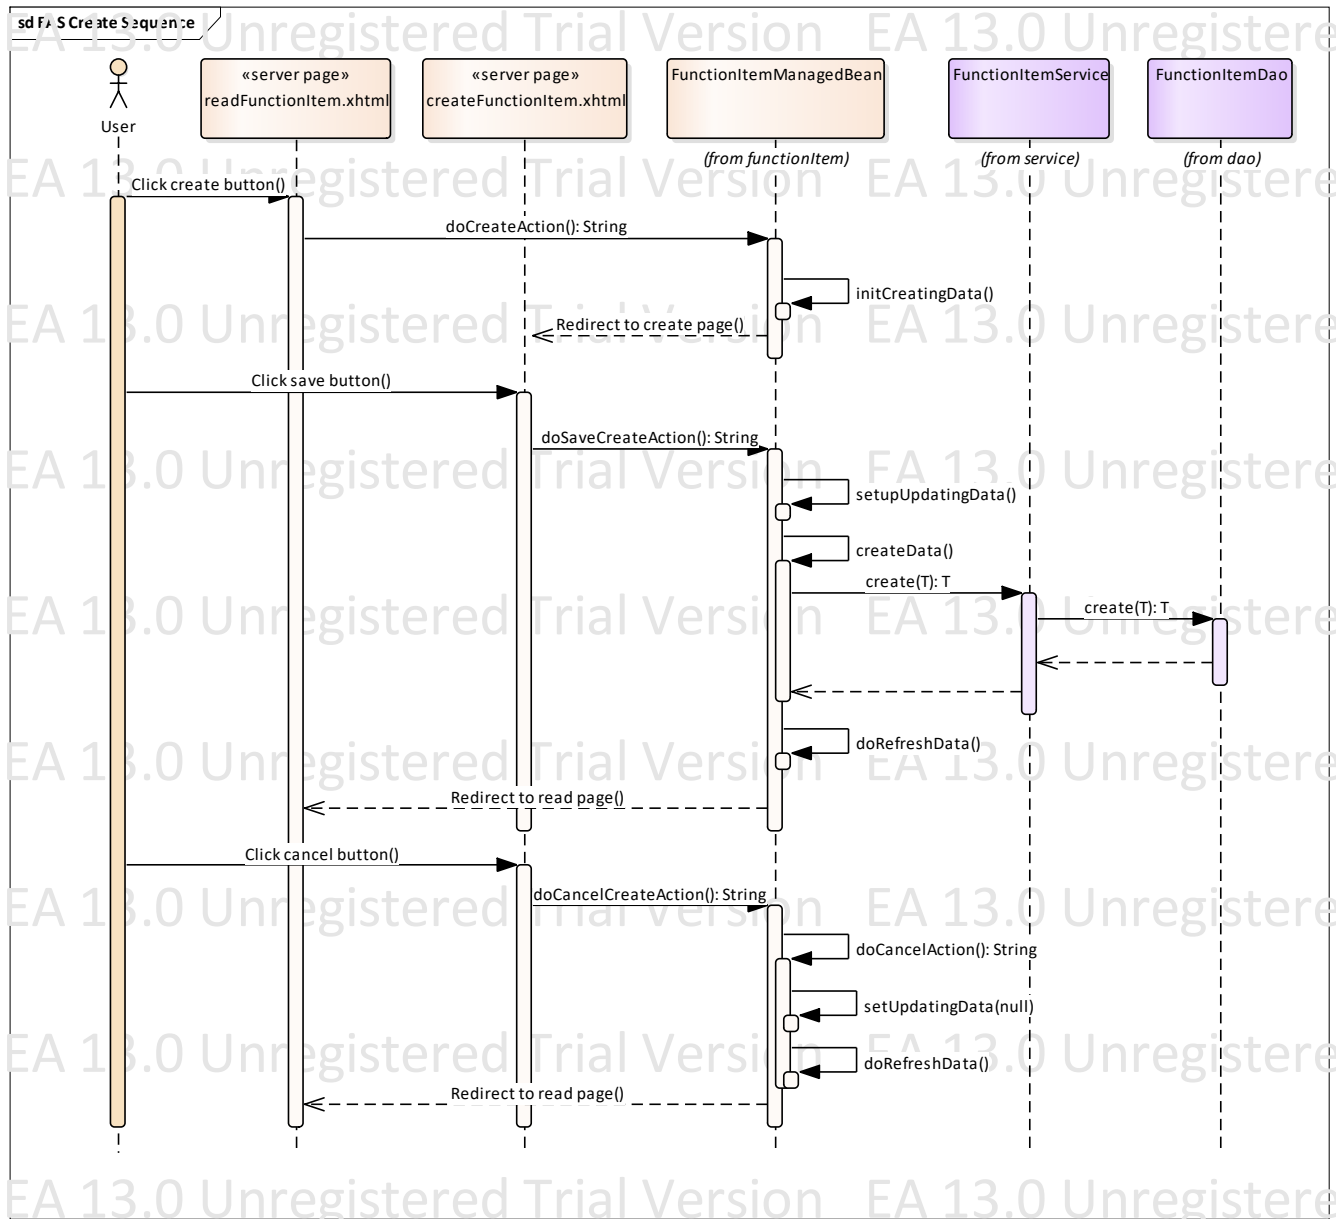 sd FAS Create Sequence
EA 13.0 Unregistered Trial Version EA 13.0 Unregistere
«server page»
readFunctionItem.xhtml
«server page»
createFunctionItem.xhtml
FunctionItemManagedBean
FunctionItemService
FunctionItemDao
User
(from functionItem)
(from service)
(from dao)
EA 13.0 Unregistered Trial Version EA 13.0 Unregistere
Click create button()
doCreateAction(): String
initCreatingData()
EA 13.0 Unregistered Trial Version EA 13.0 Unregistere
Redirect to create page()
Click save button()
doSaveCreateAction(): String
EA 13.0 Unregistered Trial Version EA 13.0 Unregistere
setupUpdatingData()
createData()
create(T): T
create(T): T
EA 13.0 Unregistered Trial Version EA 13.0 Unregistere
doRefreshData()
EA 13.0 Unregistered Trial Version EA 13.0 Unregistere
Redirect to read page()
Click cancel button()
doCancelCreateAction(): String
EA 13.0 Unregistered Trial Version EA 13.0 Unregistere
doCancelAction(): String
setUpdatingData(null)
EA 13.0 Unregistered Trial Version EA 13.0 Unregistere
doRefreshData()
Redirect to read page()
EA 13.0 Unregistered Trial Version EA 13.0 Unregistere